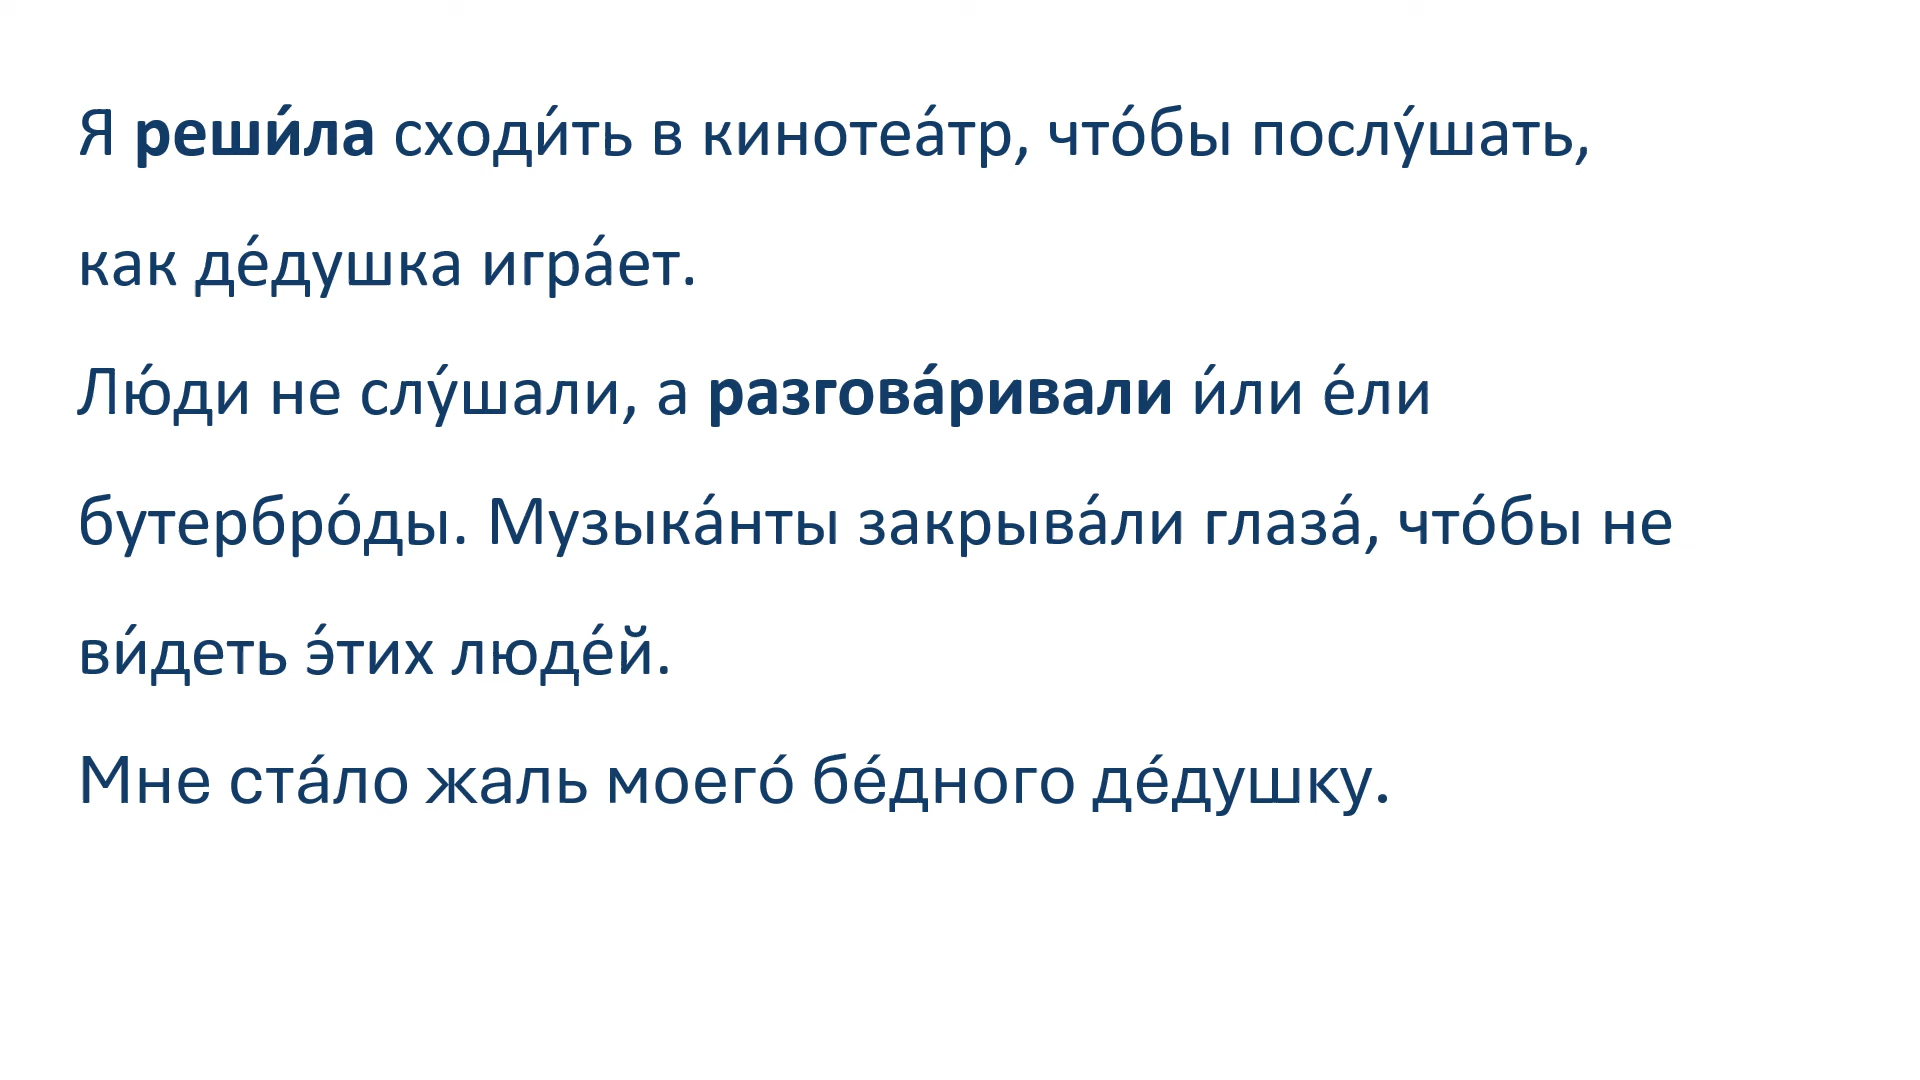 Я реши́ла сходи́ть в кинотеа́тр, что́бы послу́шать,
как де́душка игра́ет.
Лю́ди не слу́шали, а разгова́ривали и́ли е́ли
бутербро́ды. Музыка́нты закрыва́ли глаза́, что́бы не
ви́деть э́тих люде́й.
Мне ста́ло жаль моего́ бе́дного де́душку.